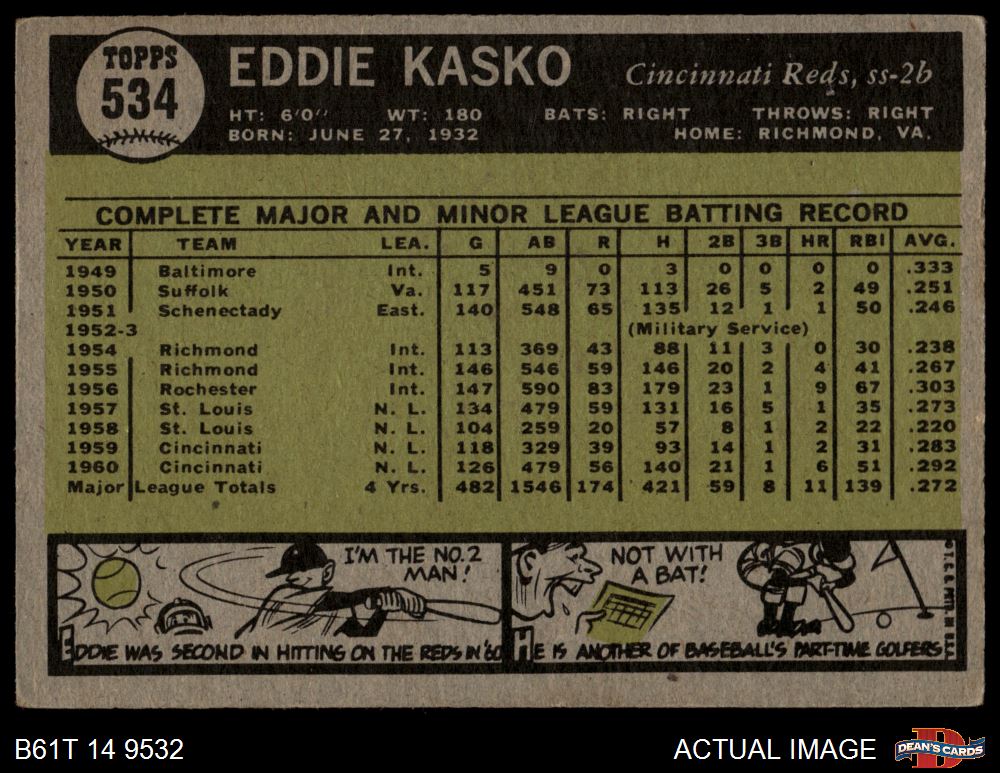 TOPPS
534
EDDIE KASKO
Cincinnati Reds, ss-2b
HT: 6'0" WT: 180 BATS: RIGHT THROWS: RIGHT
BORN: JUNE 27, 1932 HOME: RICHMOND, VA.
COMPLETE MAJOR AND MINOR LEAGUE BATTING RECORD
YEAR TEAM LEA. G AB R H 2B 3B HR RBI AVG.
1949 Baltimore Int. 5 9 0 3 0 0 0 0 .333
1950 Suffolk Va. 117 451 73 113 26 5 2 49 .251
1951 Schenectady East. 140 548 65 135 12 1 1 50 .246
1952-3 (Military Service)
1954 Richmond Int. 113 369 43 88 11 3 0 30 .238
1955 Richmond Int. 146 546 59 146 20 2 4 41 .267
1956 Rochester Int. 147 590 83 179 23 1 9 67 .303
1957 St. Louis N. L. 134 479 59 131 16 5 1 35 .273
1958 St. Louis N. L. 104 259 20 57 8 1 2 22 .220
1959 Cincinnati N. L. 118 329 39 93 14 1 2 31 .283
1960 Cincinnati N. L. 126 479 56 140 21 1 6 51 .292
Major League Totals 4 Yrs. 482 1546 174 421 59 8 11 139 .272
I'M THE NO. 2
MAN!
EDDIE WAS SECOND IN HITTING ON THE REDS IN '60
NOT WITH
A BAT!
HE IS ANOTHER OF BASEBALL'S PART-TIME GOLFERS
©T.C.G. PTD. IN U.S.A.
B61T 14 9532
ACTUAL IMAGE
D
DEAN'S CARDS